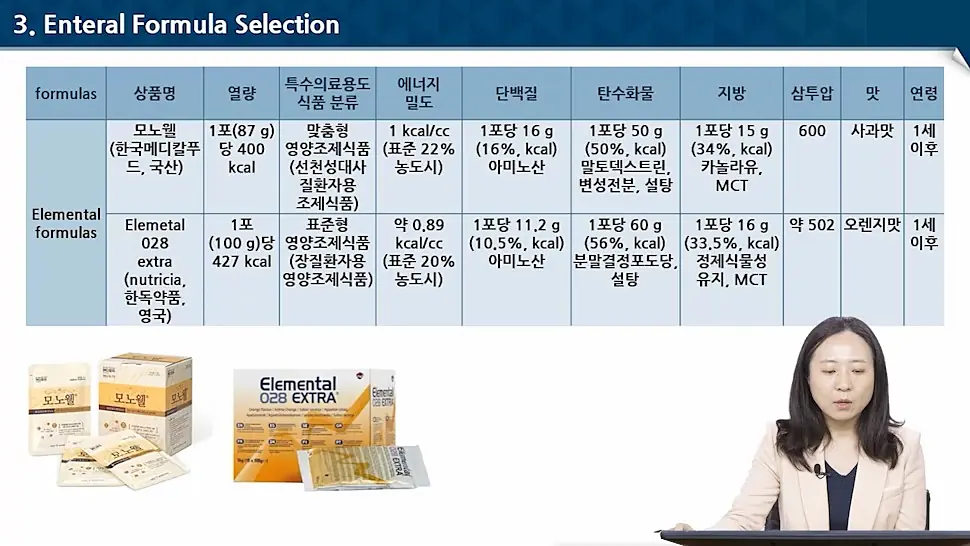 3. Enteral Formula Selection
formulas
상품명
열량
특수의료용도
식품 분류
에너지
밀도
단백질
탄수화물
지방
삼투압
맛
연령
Elemental
formulas
모노웰
(한국메디칼푸
드, 국산)
1포(87 g)
당 400
kcal
맞춤형
영양조제식품
(선천성대사
질환자용
조제식품)
1 kcal/cc
(표준 22%
농도시)
1포당 16 g
(16%, kcal)
아미노산
1포당 50 g
(50%, kcal)
말토덱스트린,
변성전분, 설탕
1포당 15 g
(34%, kcal)
카놀라유,
MCT
600
사과맛
1세
이후
Elemetal
028
extra
(nutricia,
한독약품,
영국)
1포
(100 g)당
427 kcal
표준형
영양조제식품
(장질환자용
영양조제식품)
약 0.89
kcal/cc
(표준 20%
농도시)
1포당 11.2 g
(10.5%, kcal)
아미노산
1포당 60 g
(56%, kcal)
분말결정포도당,
설탕
1포당 16 g
(33.5%, kcal)
정제식물성
유지, MCT
약 502
오렌지맛
1세
이후
모노웰
모노웰
모노웰
Elemental
028 EXTRA